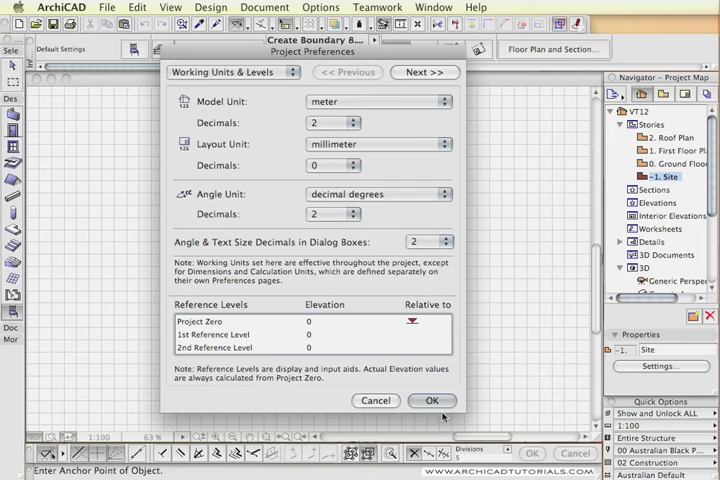 ArchiCAD File Edit View Design Document Options Teamwork Window Help
Create Boundary 8....
Sele
Default Settings
Floor Plan and Section...
Project Preferences
Working Units & Levels
<< Previous
Next >>
Model Unit: meter
Decimals: 2
Layout Unit: millimeter
Decimals: 0
Angle Unit: decimal degrees
Decimals: 2
Angle & Text Size Decimals in Dialog Boxes: 2
Note: Working Units set here are effective throughout the project, except
for Dimensions and Calculation Units, which are defined separately on
their own Preferences pages.
Reference Levels Elevation Relative to
Project Zero 0
1st Reference Level 0
2nd Reference Level 0
Note: Reference Levels are display and input aids. Actual Elevation values
are always calculated from Project Zero.
Cancel OK
Des
Doc
Mor
Navigator - Project Map
VT12
Stories
2. Roof Plan
1. First Floor Pl
0. Ground Floor
-1. Site
Sections
Elevations
Interior Elevations
Worksheets
Details
3D Documents
3D
Generic Perspe
Properties
-1. Site
Settings...
Quick Options
Show and Unlock ALL
1:100
Entire Structure
00 Australian Black P
02 Construction
Australian Default
1:100
63 %
Divisions
5
OK
Cancel
Enter Anchor Point of Object.
WWW.ARCHICADTUTORIALS.COM